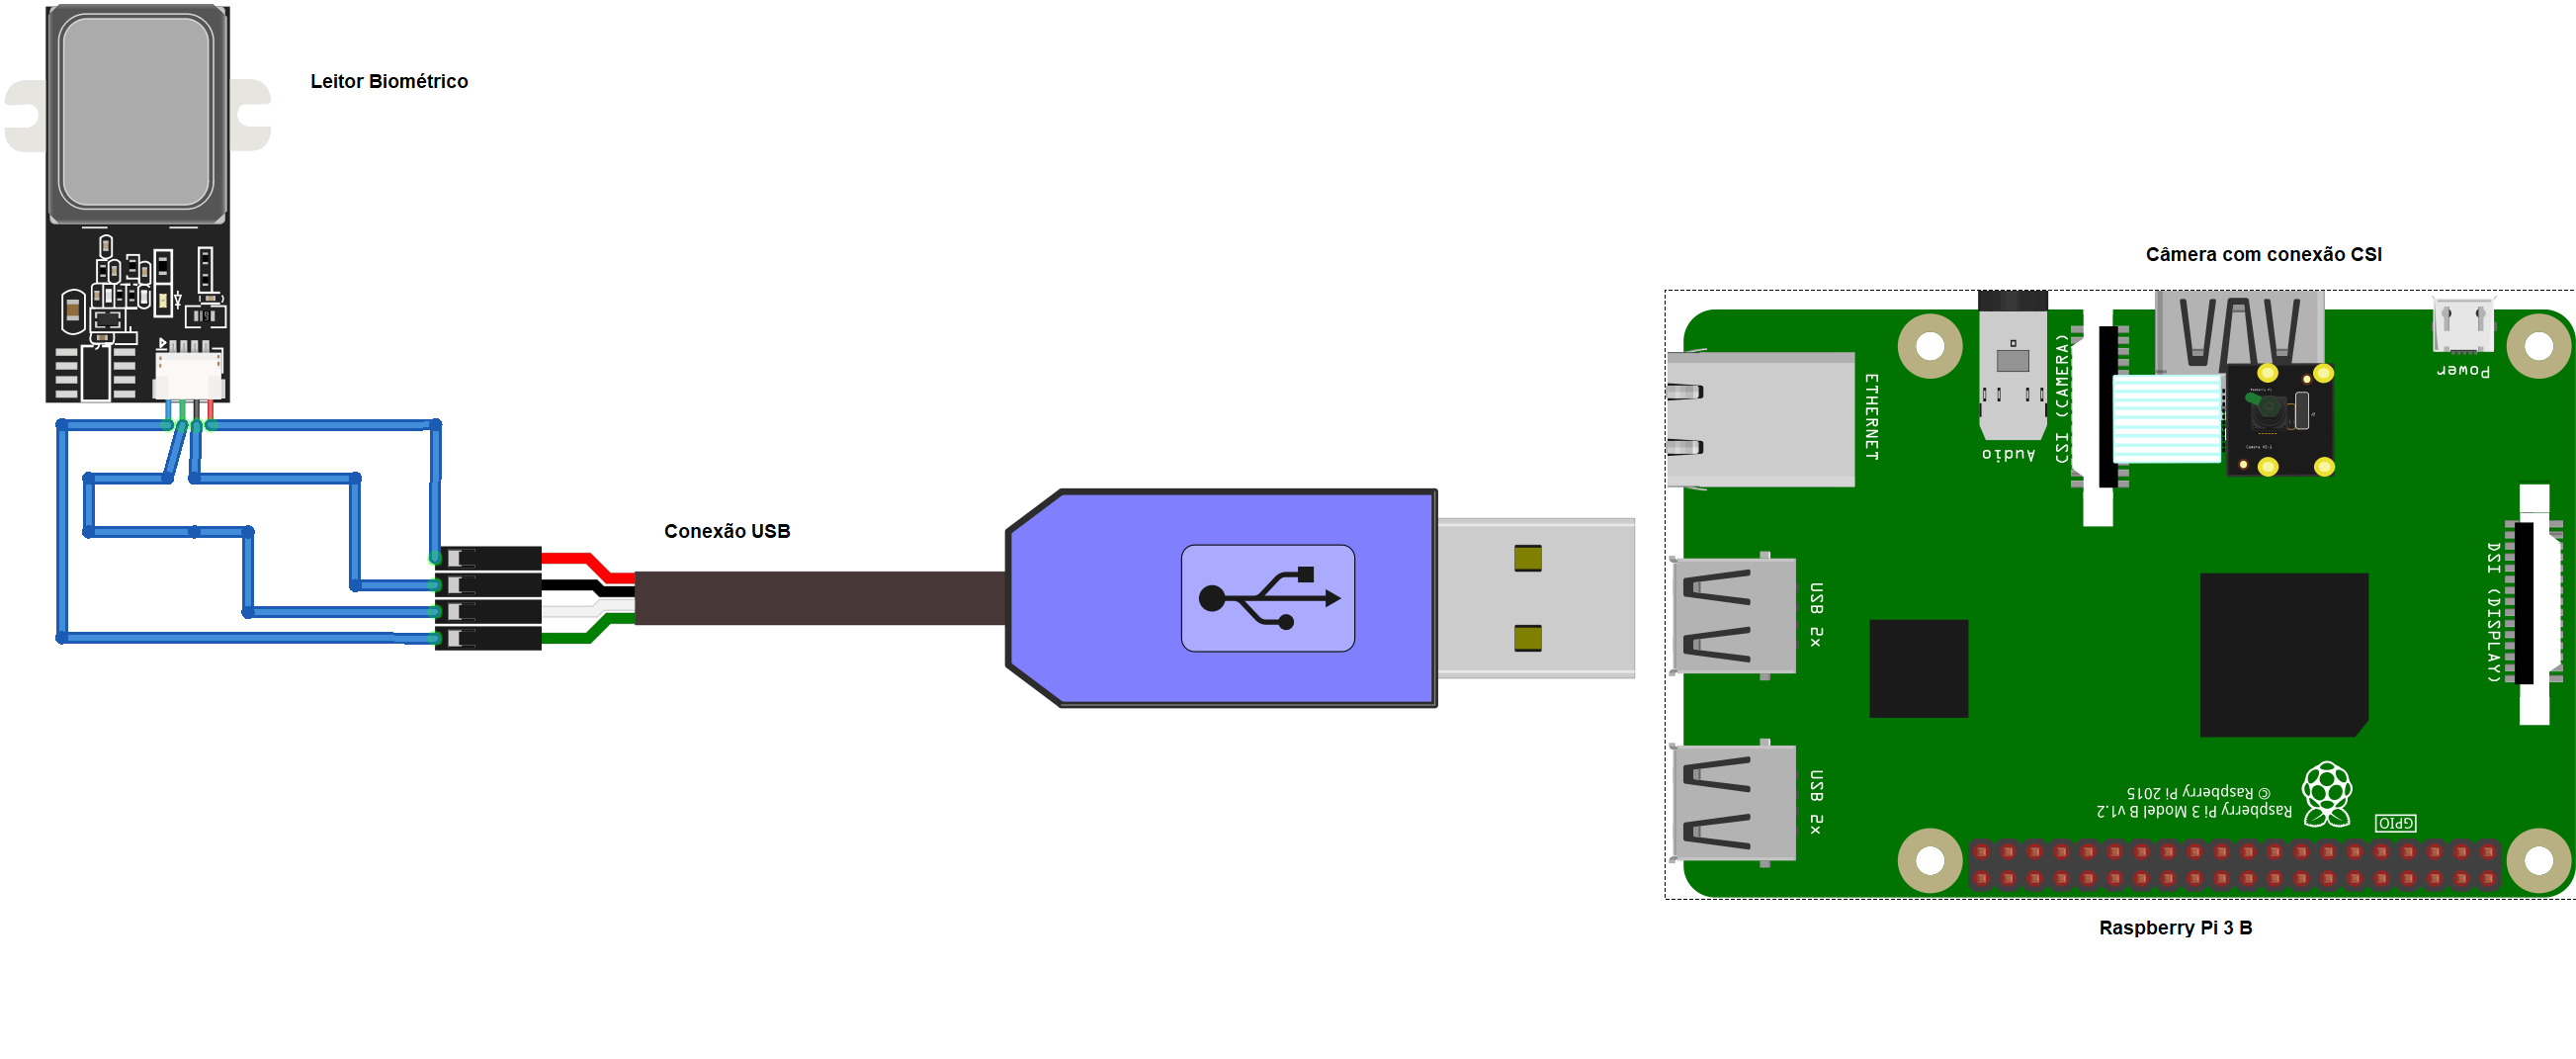 Leitor Biométrico
Câmera com conexão CSI
Power
ETHERNET
Audio
CSI (CAMERA)
Conexão USB
USB 2x
DSI (DISPLAY)
USB 2x
© Raspberry Pi 2015
Raspberry Pi 3 Model B v1.2
GPIO
Raspberry Pi 3 B